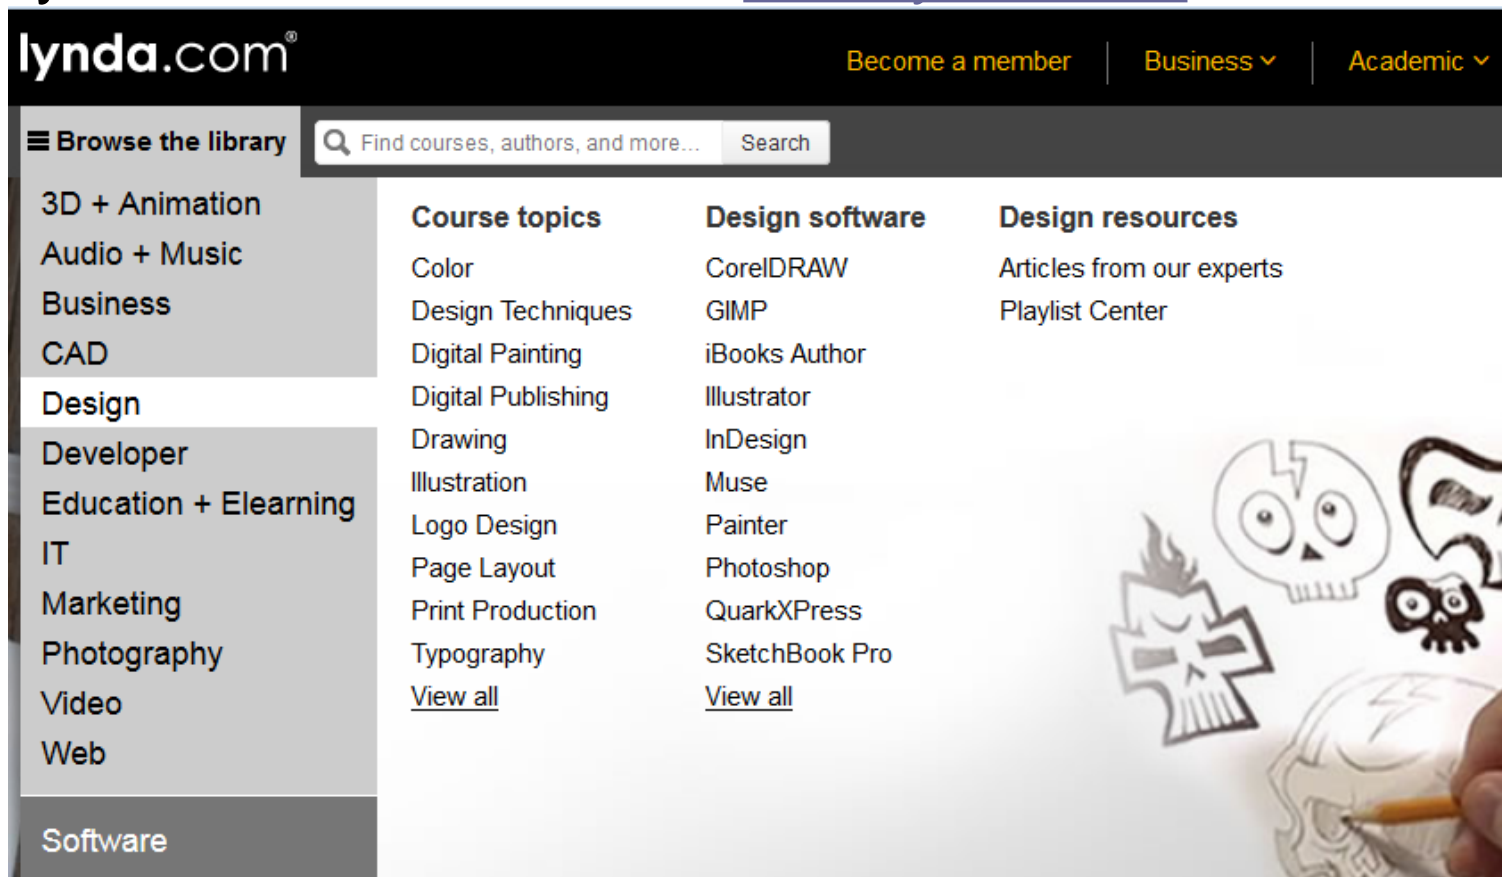 lynda.com®
Become a member
Business
Academic
Browse the library
Find courses, authors, and more...
Search
3D + Animation
Audio + Music
Business
CAD
Design
Developer
Education + Elearning
IT
Marketing
Photography
Video
Web
Software
Course topics
Color
Design Techniques
Digital Painting
Digital Publishing
Drawing
Illustration
Logo Design
Page Layout
Print Production
Typography
View all
Design software
CorelDRAW
GIMP
iBooks Author
Illustrator
InDesign
Muse
Painter
Photoshop
QuarkXPress
SketchBook Pro
View all
Design resources
Articles from our experts
Playlist Center